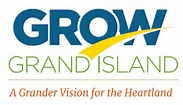 GROW
GRAND ISLAND
A Grander Vision for the Heartland